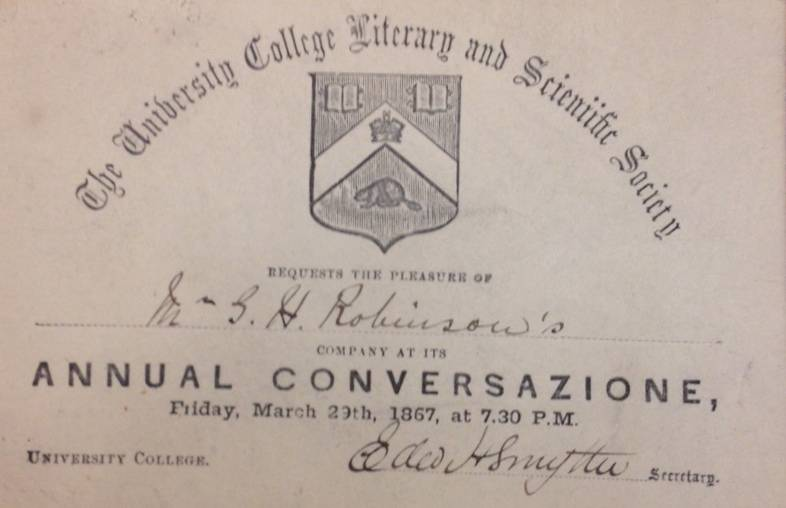 The University College Literary and Scientific Society
REQUESTS THE PLEASURE OF
Mr G. H. Robinson's
COMPANY AT ITS
ANNUAL CONVERSAZIONE,
Friday, March 29th, 1867, at 7.30 P.M.
UNIVERSITY COLLEGE.
Edwd H Smythe Secretary.